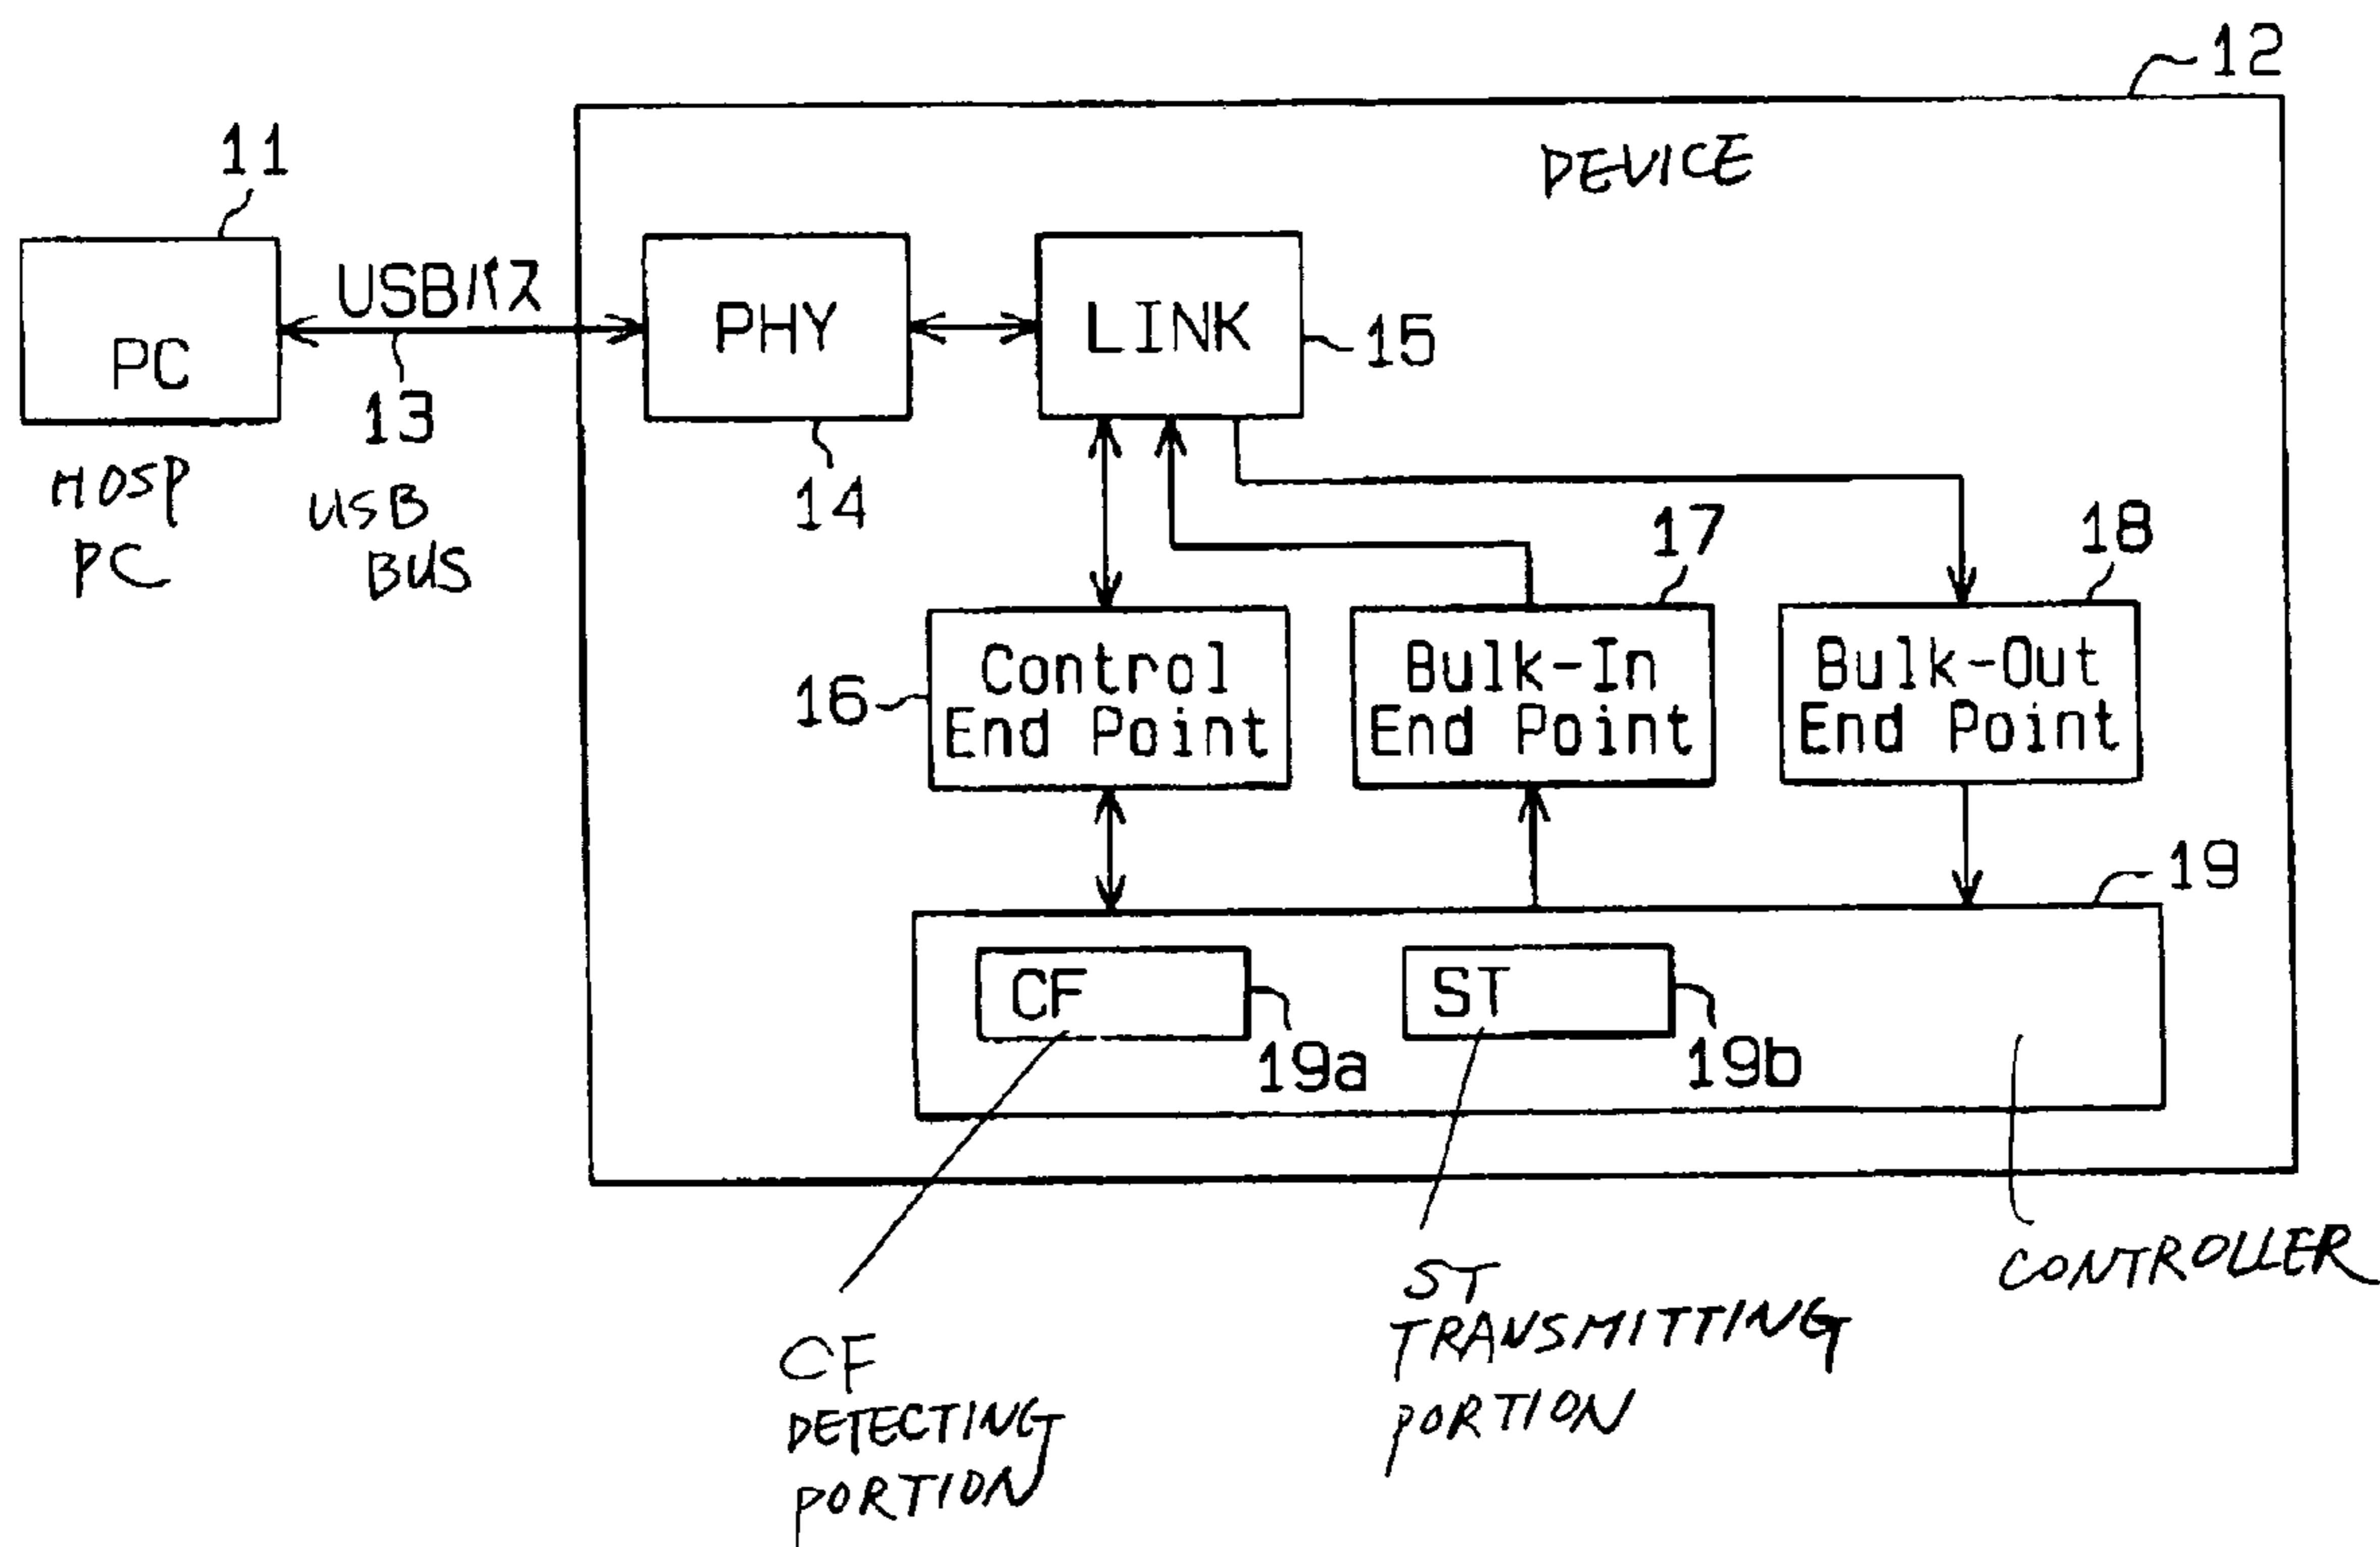 12
DEVICE
11
USBバス
PC
PHY
LINK
15
13
14
HOSP
PC
USB
BUS
17
18
16
Control
End Point
Bulk-In
End Point
Bulk-Out
End Point
19
CF
19a
ST
19b
CONTROLLER
CF
DETECTING
PORTION
ST
TRANSMITTING
PORTION